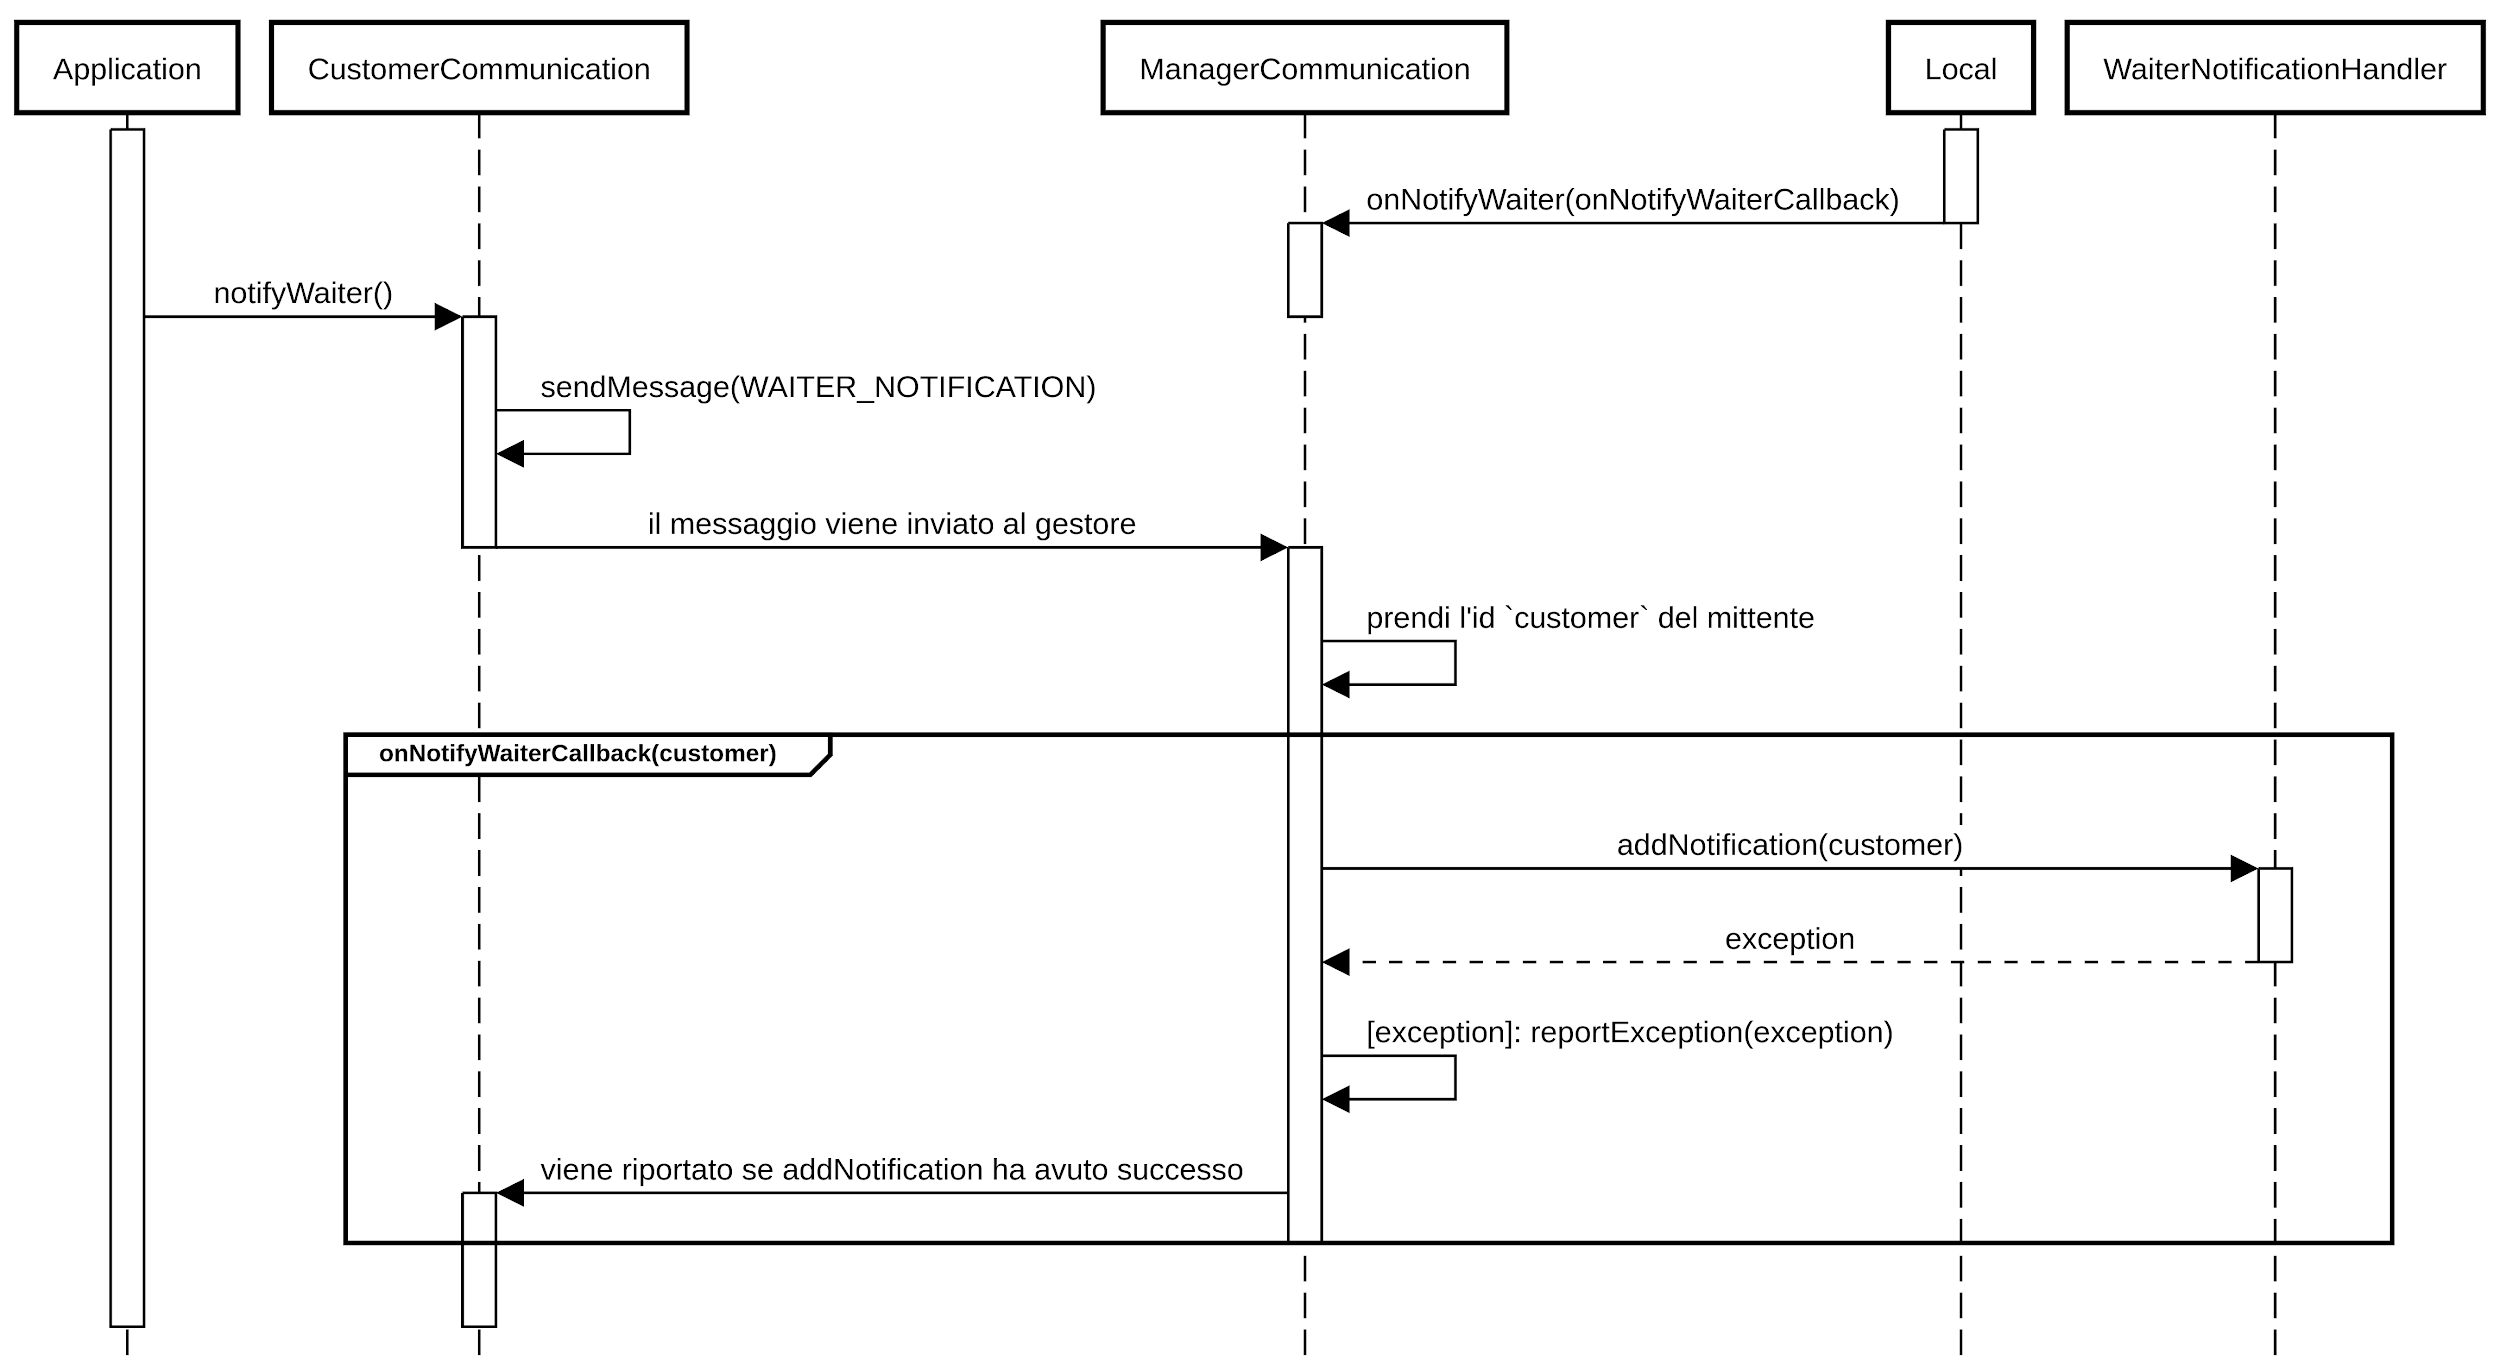 Application
CustomerCommunication
ManagerCommunication
Local
WaiterNotificationHandler
onNotifyWaiter(onNotifyWaiterCallback)
notifyWaiter()
sendMessage(WAITER_NOTIFICATION)
il messaggio viene inviato al gestore
prendi l'id `customer` del mittente
onNotifyWaiterCallback(customer)
addNotification(customer)
exception
[exception]: reportException(exception)
viene riportato se addNotification ha avuto successo